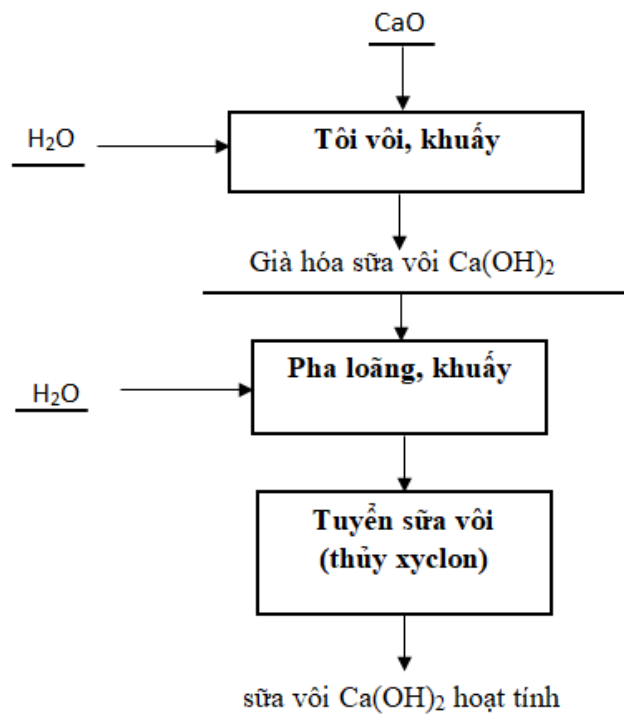 CaO
H₂O
Tôi vôi, khuấy
Già hóa sữa vôi Ca(OH)₂
Pha loãng, khuấy
H₂O
Tuyển sữa vôi
(thủy xyclon)
sữa vôi Ca(OH)₂ hoạt tính